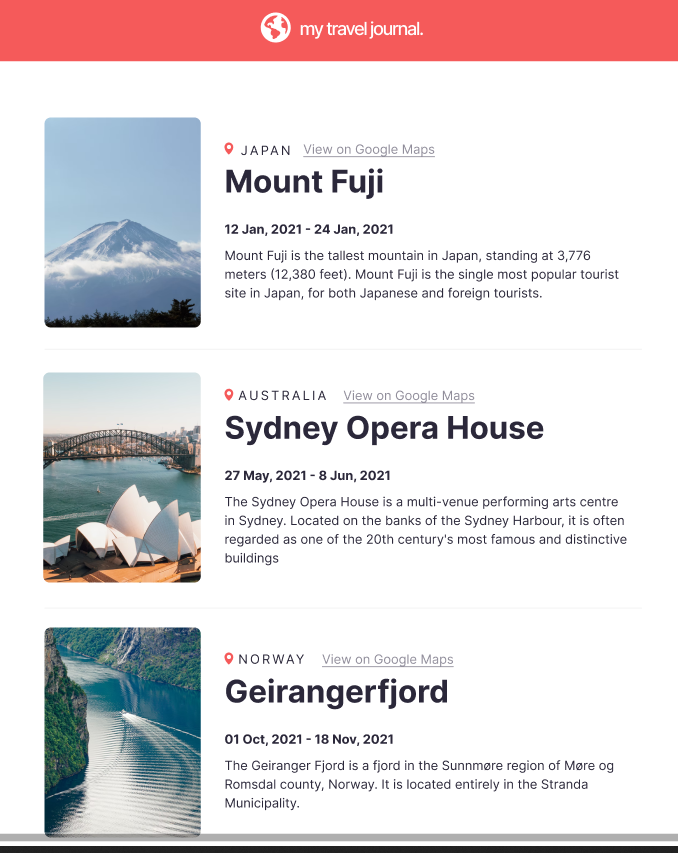 my travel journal.
JAPAN View on Google Maps
Mount Fuji
12 Jan, 2021 - 24 Jan, 2021
Mount Fuji is the tallest mountain in Japan, standing at 3,776
meters (12,380 feet). Mount Fuji is the single most popular tourist
site in Japan, for both Japanese and foreign tourists.
AUSTRALIA View on Google Maps
Sydney Opera House
27 May, 2021 - 8 Jun, 2021
The Sydney Opera House is a multi-venue performing arts centre
in Sydney. Located on the banks of the Sydney Harbour, it is often
regarded as one of the 20th century's most famous and distinctive
buildings
NORWAY View on Google Maps
Geirangerfjord
01 Oct, 2021 - 18 Nov, 2021
The Geiranger Fjord is a fjord in the Sunnmøre region of Møre og
Romsdal county, Norway. It is located entirely in the Stranda
Municipality.